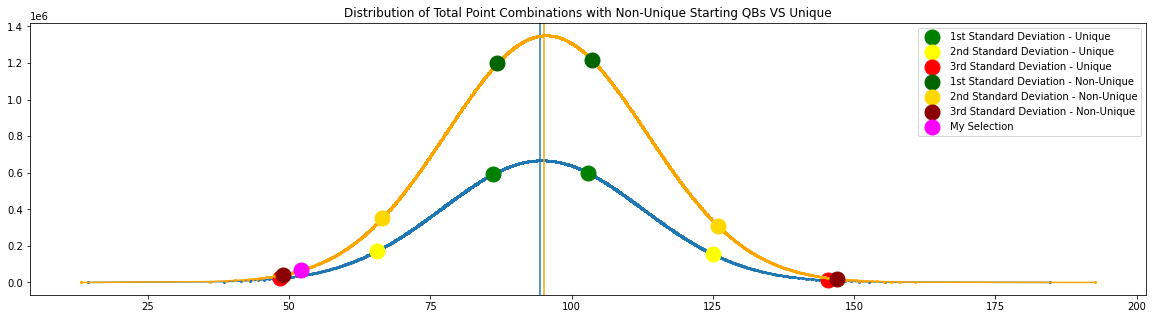 Distribution of Total Point Combinations with Non-Unique Starting QBs VS Unique
1e6
1.4
1.2
1.0
0.8
0.6
0.4
0.2
0.0
1st Standard Deviation - Unique
2nd Standard Deviation - Unique
3rd Standard Deviation - Unique
1st Standard Deviation - Non-Unique
2nd Standard Deviation - Non-Unique
3rd Standard Deviation - Non-Unique
My Selection
25 50 75 100 125 150 175 200